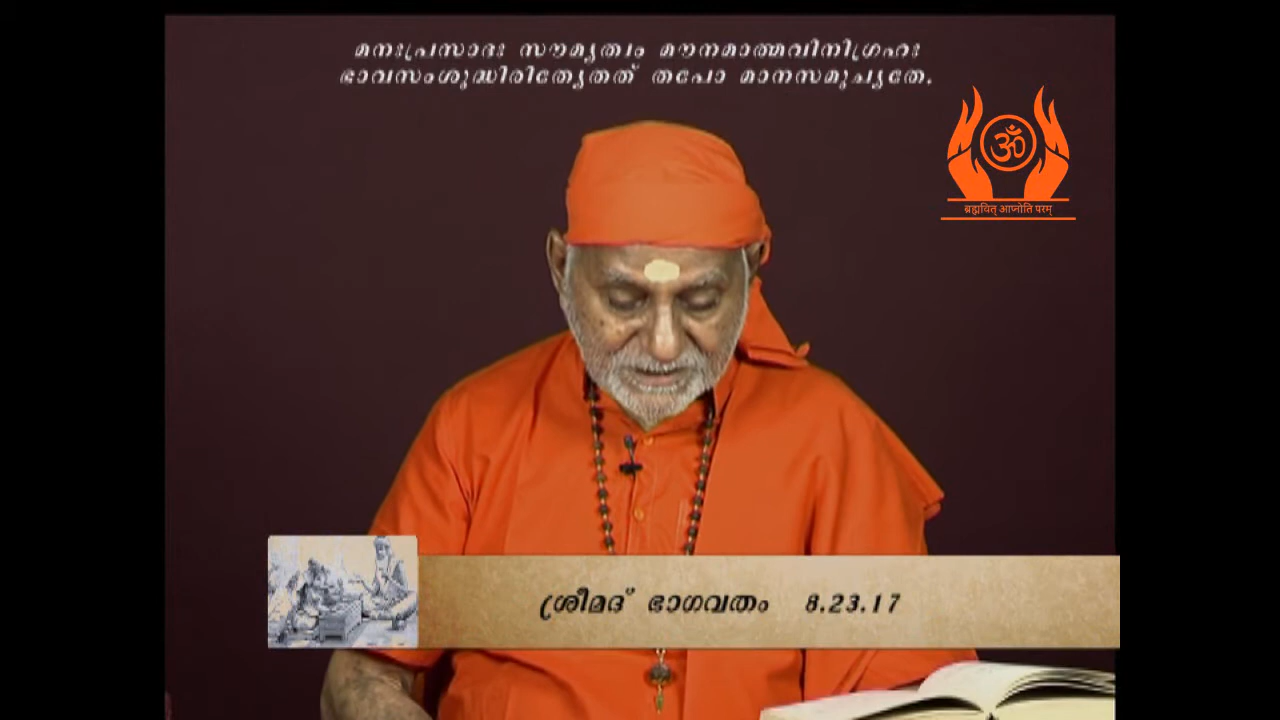 മനഃപ്രസാദഃ സൗമ്യത്വം മൗനമാത്മവിനിഗ്രഹഃ
ഭാവസംശുദ്ധിരിത്യേതത് തപോ മാനസമുച്യതേ.
ब्रह्मवित् आप्नोति परम्
ശ്രീമദ് ഭാഗവതം 8.23.17